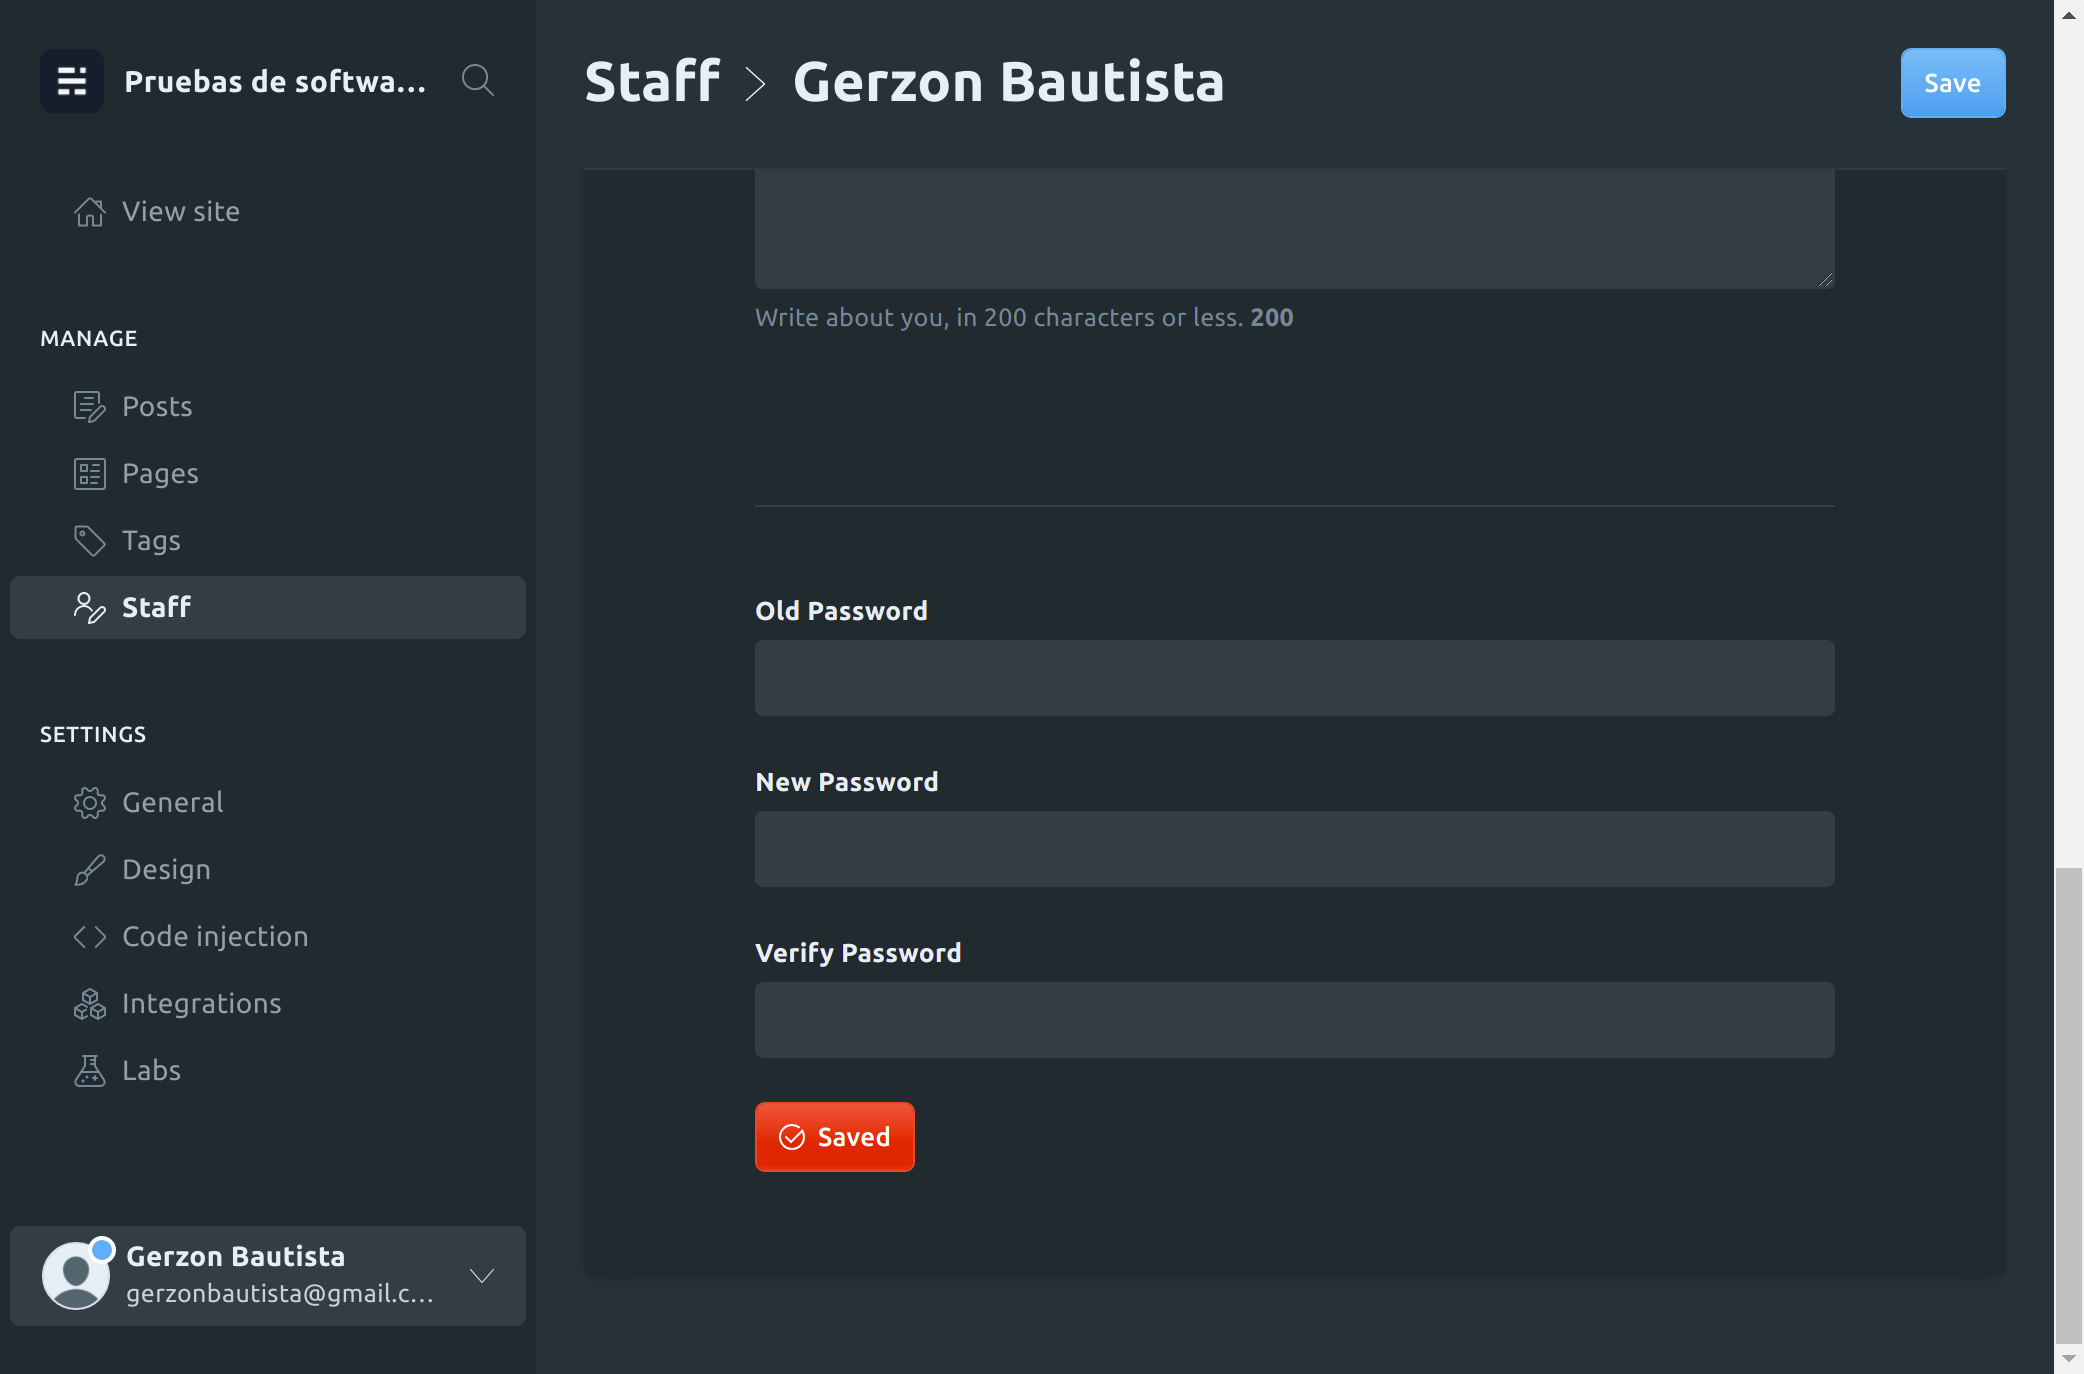 Pruebas de softwa...
View site
MANAGE
Posts
Pages
Tags
Staff
SETTINGS
General
Design
Code injection
Integrations
Labs
Gerzon Bautista
gerzonbautista@gmail.c...
Staff > Gerzon Bautista
Save
Write about you, in 200 characters or less. 200
Old Password
New Password
Verify Password
Saved